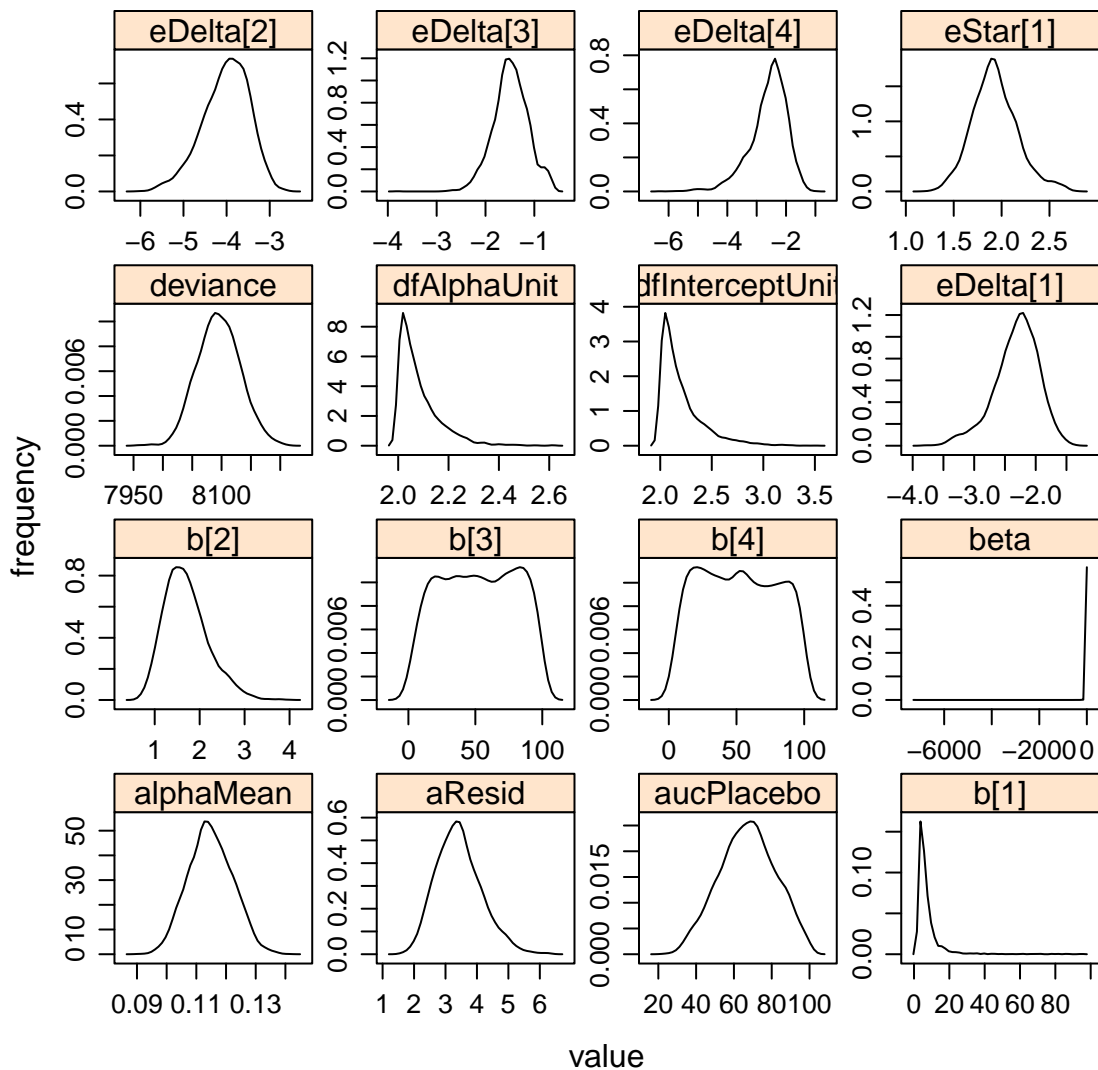 eDelta[2] eDelta[3] eDelta[4] eStar[1]
0.0 0.4
0.0 0.4 0.8 1.2
0.0 0.4 0.8
0.0 1.0
−6 −5 −4 −3
−4 −3 −2 −1
−6 −4 −2
1.0 1.5 2.0 2.5
deviance dfAlphaUnit dfInterceptUnit eDelta[1]
0.000 0.006
0 2 4 6 8
0 1 2 3 4
0.0 0.4 0.8 1.2
7950 8100
2.0 2.2 2.4 2.6
2.0 2.5 3.0 3.5
−4.0 −3.0 −2.0
frequency
b[2] b[3] b[4] beta
0.0 0.4 0.8
0.000 0.006
0.000 0.006
0.0 0.2 0.4
1 2 3 4
0 50 100
0 50 100
−6000 −2000 0
alphaMean aResid aucPlacebo b[1]
0 10 30 50
0.0 0.2 0.4 0.6
0.000 0.015
0.00 0.10
0.09 0.11 0.13
1 2 3 4 5 6
20 40 60 80 100
0 20 40 60 80
value